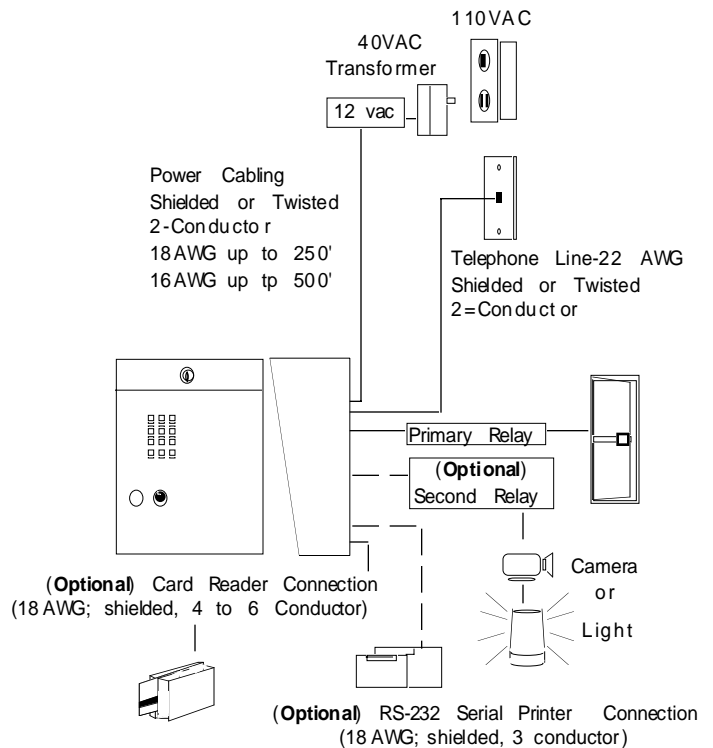 110VAC
40VAC
Transformer
12 vac
Power Cabling
Shielded or Twisted
2-Conductor
18AWG up to 250'
16AWG up tp 500'
Telephone Line-22 AWG
Shielded or Twisted
2=Conductor
Primary Relay
(Optional)
Second Relay
Camera
or
Light
(Optional) Card Reader Connection
(18 AWG; shielded, 4 to 6 Conductor)
(Optional) RS-232 Serial Printer Connection
(18 AWG; shielded, 3 conductor)